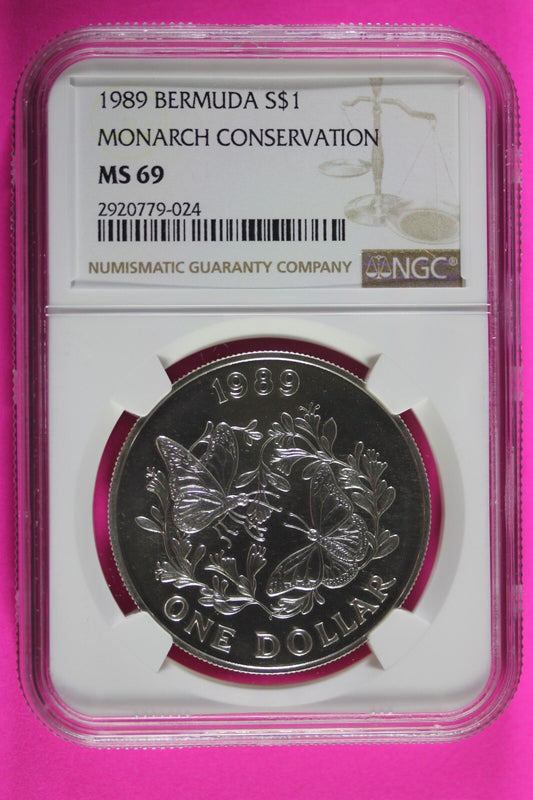 1989 BERMUDA S$1
MONARCH CONSERVATION
MS 69
2920779-024
NUMISMATIC GUARANTY COMPANY
NGC®
1989
ONE DOLLAR